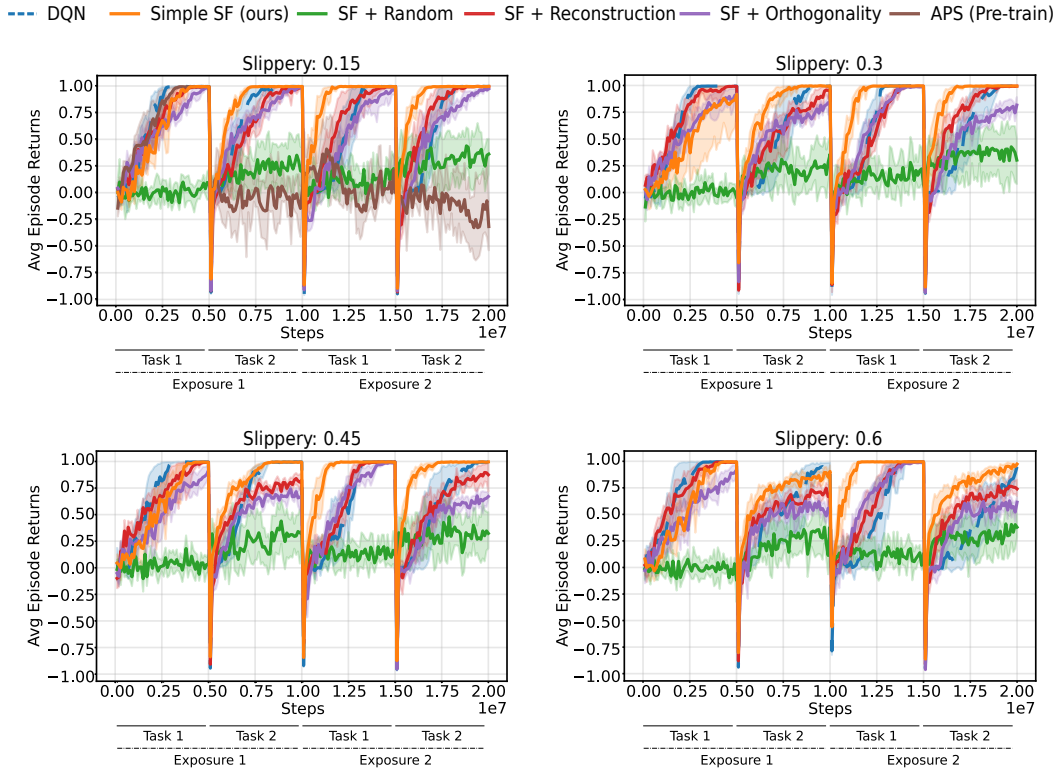 DQN Simple SF (ours) SF + Random SF + Reconstruction SF + Orthogonality APS (Pre-train)
Slippery: 0.15
Avg Episode Returns
1.00
0.75
0.50
0.25
0.00
−0.25
−0.50
−0.75
−1.00
0.00 0.25 0.50 0.75 1.00 1.25 1.50 1.75 2.00
Steps
1e7
Task 1 Task 2 Task 1 Task 2
Exposure 1 Exposure 2
Slippery: 0.3
Avg Episode Returns
1.00
0.75
0.50
0.25
0.00
−0.25
−0.50
−0.75
−1.00
0.00 0.25 0.50 0.75 1.00 1.25 1.50 1.75 2.00
Steps
1e7
Task 1 Task 2 Task 1 Task 2
Exposure 1 Exposure 2
Slippery: 0.45
Avg Episode Returns
1.00
0.75
0.50
0.25
0.00
−0.25
−0.50
−0.75
−1.00
0.00 0.25 0.50 0.75 1.00 1.25 1.50 1.75 2.00
Steps
1e7
Task 1 Task 2 Task 1 Task 2
Exposure 1 Exposure 2
Slippery: 0.6
Avg Episode Returns
1.00
0.75
0.50
0.25
0.00
−0.25
−0.50
−0.75
−1.00
0.00 0.25 0.50 0.75 1.00 1.25 1.50 1.75 2.00
Steps
1e7
Task 1 Task 2 Task 1 Task 2
Exposure 1 Exposure 2